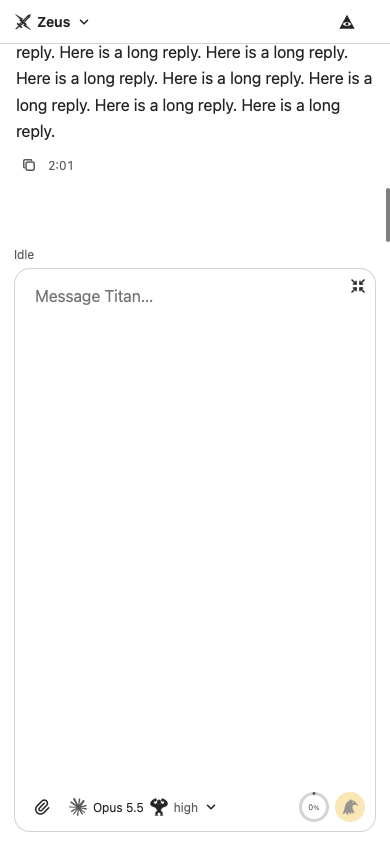 Zeus
reply. Here is a long reply. Here is a long reply.
Here is a long reply. Here is a long reply. Here is a
long reply. Here is a long reply. Here is a long
reply.
2:01
Idle
Message Titan...
Opus 5.5 high 0%